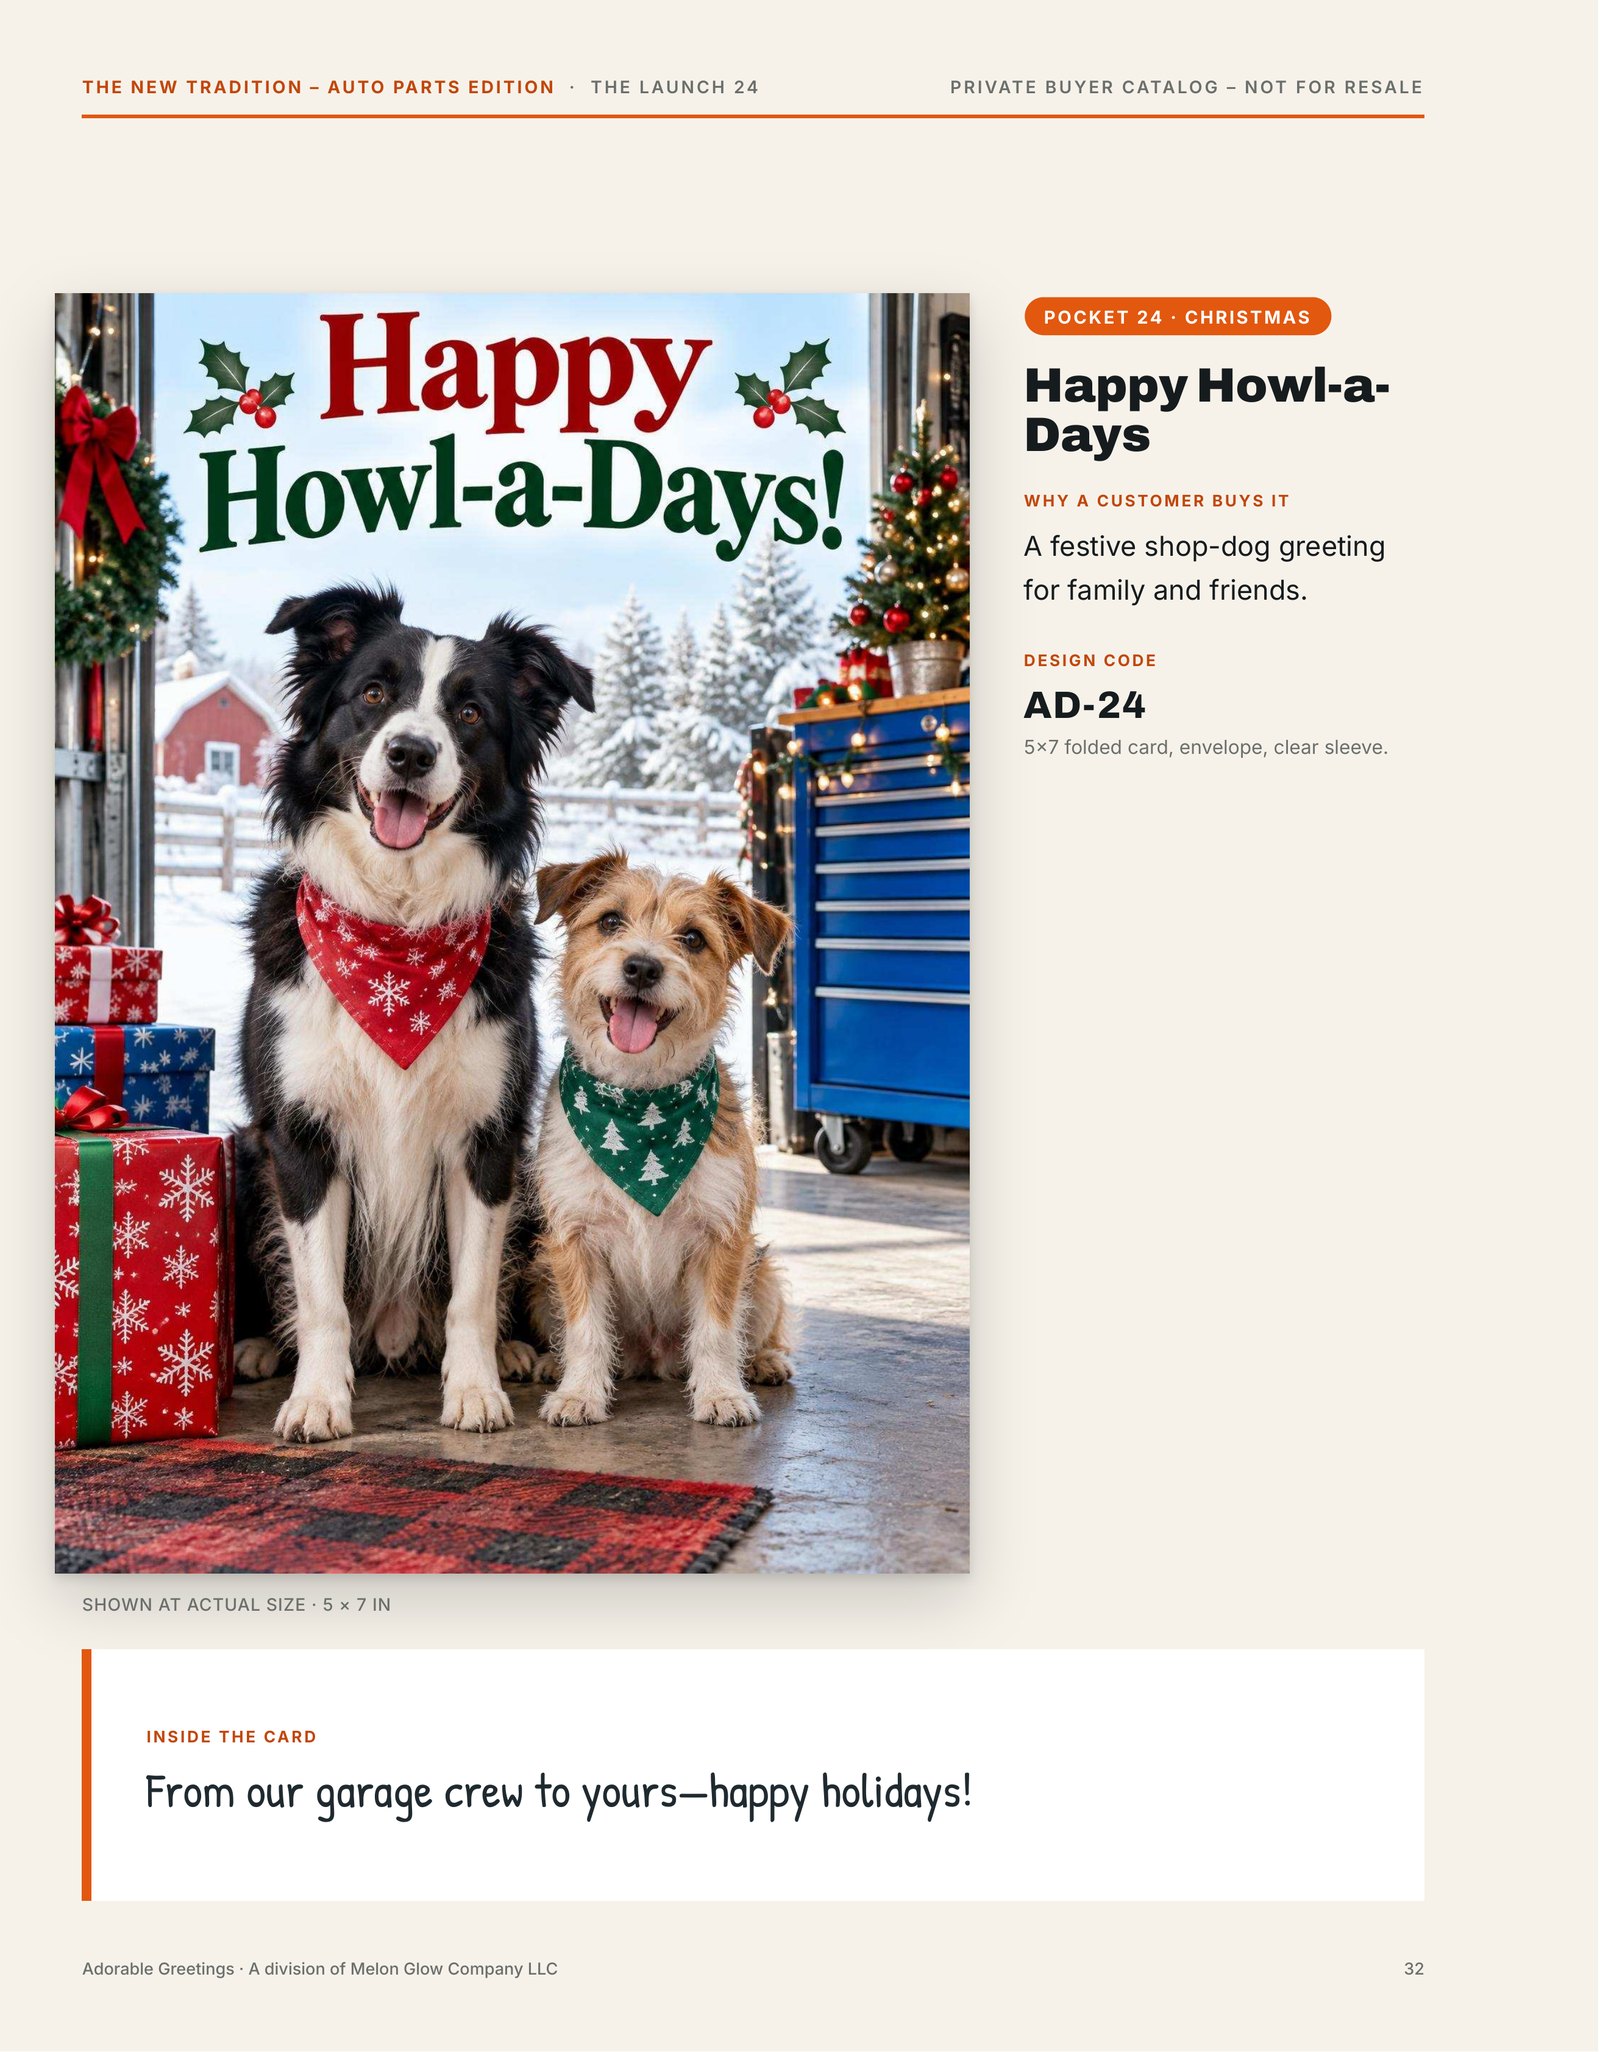 THE NEW TRADITION – AUTO PARTS EDITION · THE LAUNCH 24
PRIVATE BUYER CATALOG – NOT FOR RESALE
Happy
Howl-a-Days!
POCKET 24 · CHRISTMAS
Happy Howl-a-
Days
WHY A CUSTOMER BUYS IT
A festive shop-dog greeting
for family and friends.
DESIGN CODE
AD-24
5×7 folded card, envelope, clear sleeve.
SHOWN AT ACTUAL SIZE · 5 × 7 IN
INSIDE THE CARD
From our garage crew to yours—happy holidays!
Adorable Greetings · A division of Melon Glow Company LLC
32